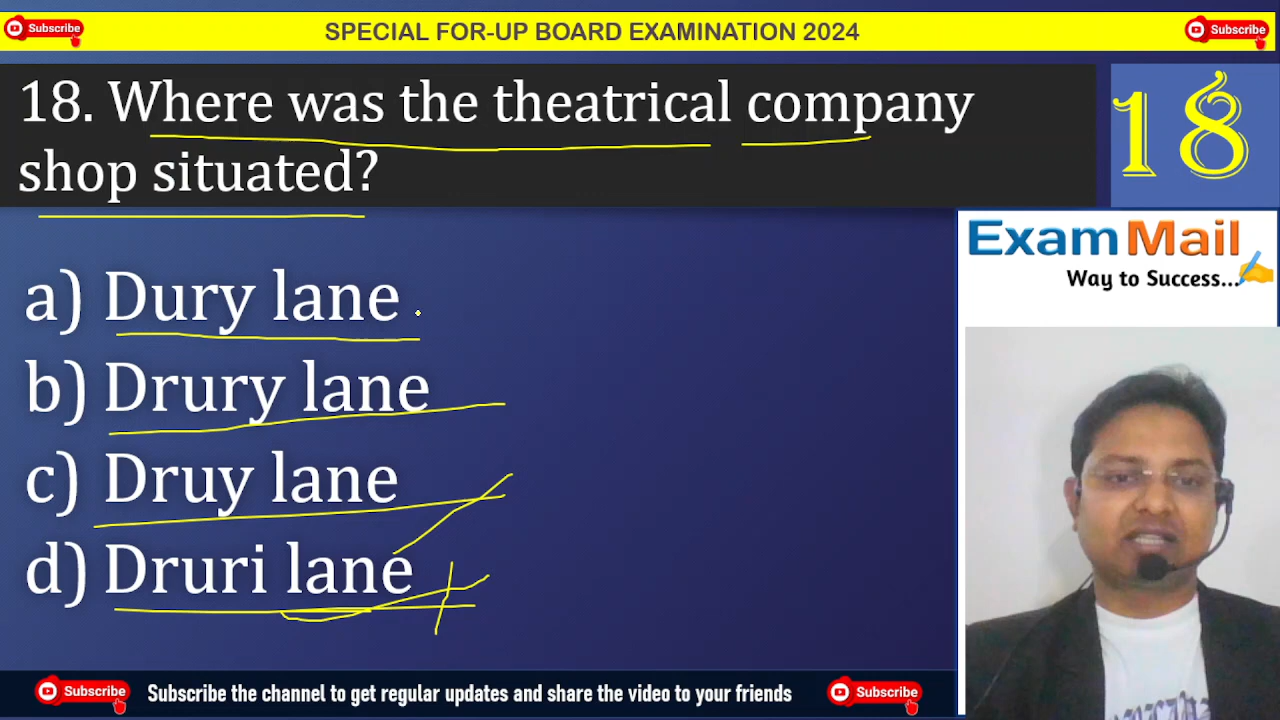 Subscribe
SPECIAL FOR-UP BOARD EXAMINATION 2024
Subscribe
18. Where was the theatrical company
shop situated?
18
ExamMail
Way to Success...
a) Dury lane
b) Drury lane
c) Druy lane
d) Druri lane
Subscribe
Subscribe the channel to get regular updates and share the video to your friends
Subscribe